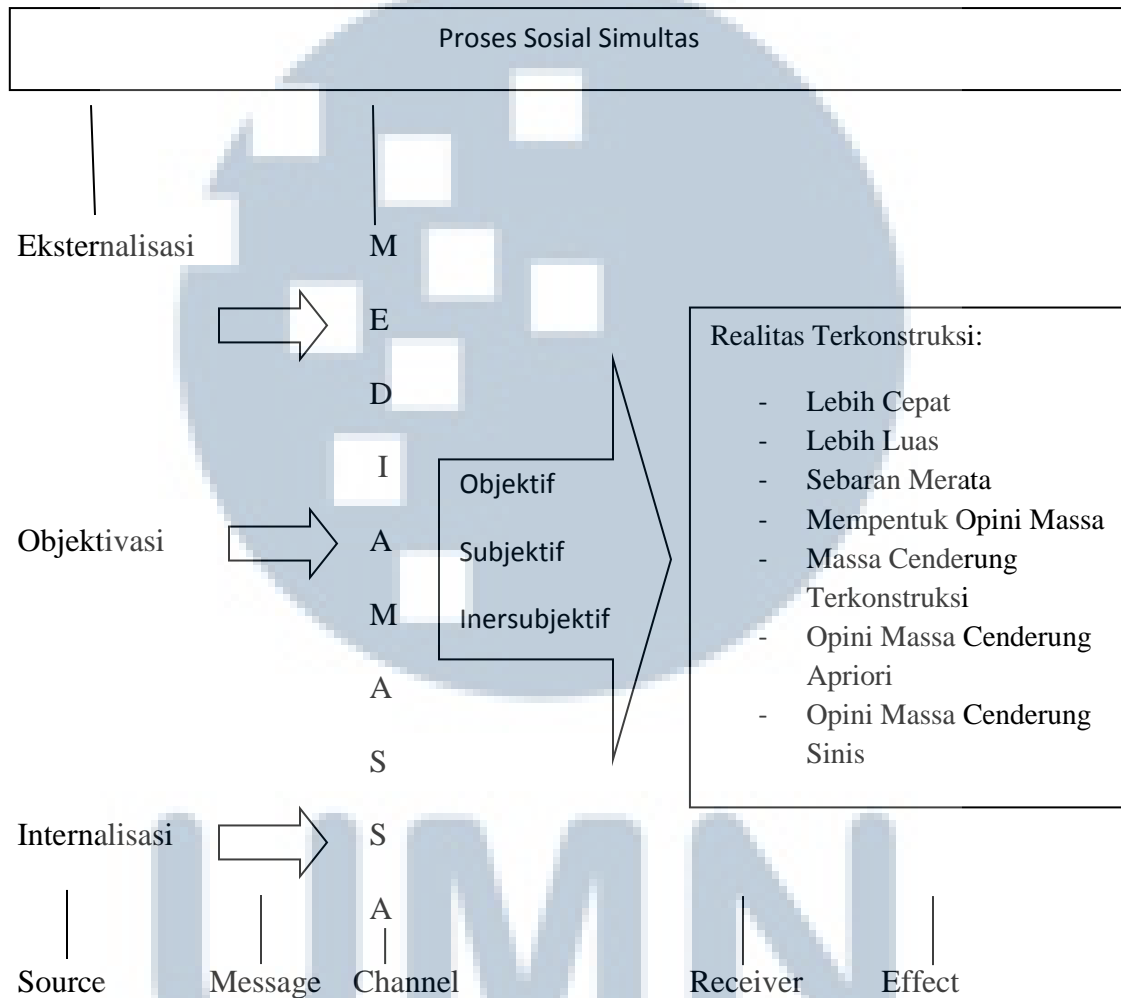 Proses Sosial Simultas
Eksternalisasi
M
E
D
I
A
M
A
S
S
A
Objektivasi
Internalisasi
Objektif
Subjektif
Inersubjektif
Realitas Terkonstruksi:
- Lebih Cepat
- Lebih Luas
- Sebaran Merata
- Mempentuk Opini Massa
- Massa Cenderung
Terkonstruksi
- Opini Massa Cenderung
Apriori
- Opini Massa Cenderung
Sinis
Source Message Channel Receiver Effect
UMN